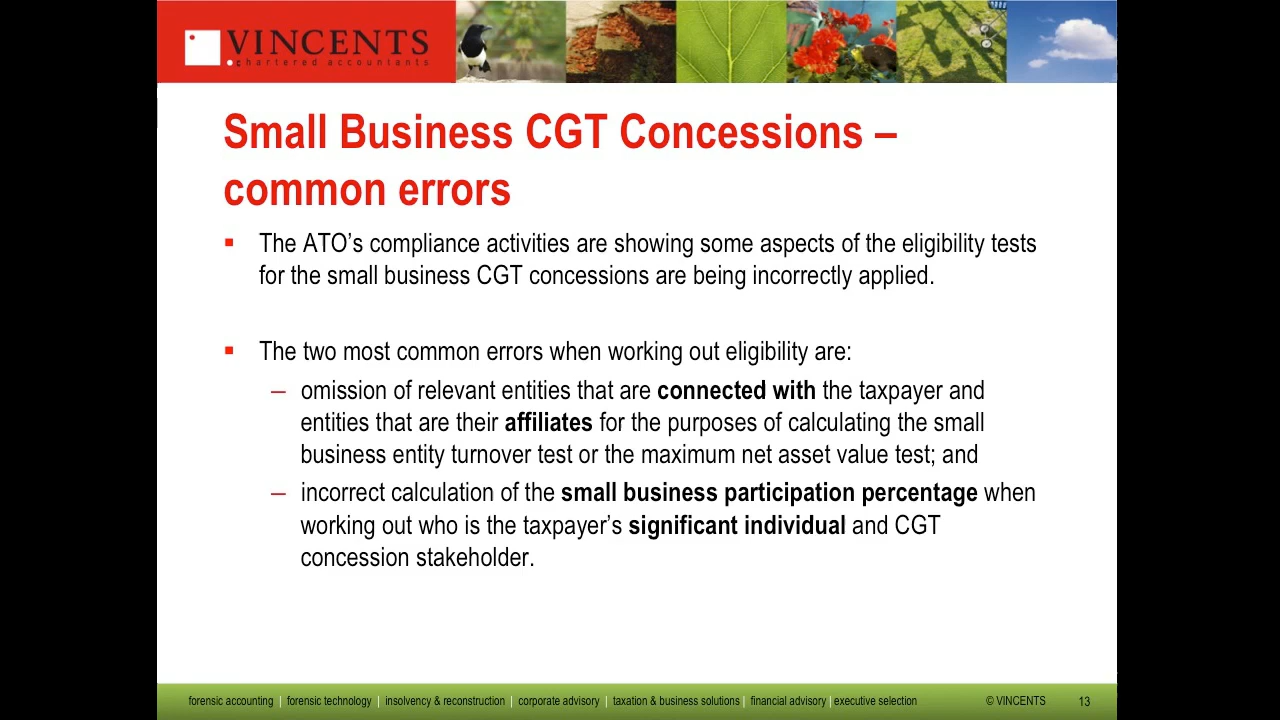 VINCENTS
chartered accountants
Small Business CGT Concessions –
common errors
▪ The ATO’s compliance activities are showing some aspects of the eligibility tests
for the small business CGT concessions are being incorrectly applied.
▪ The two most common errors when working out eligibility are:
– omission of relevant entities that are connected with the taxpayer and
entities that are their affiliates for the purposes of calculating the small
business entity turnover test or the maximum net asset value test; and
– incorrect calculation of the small business participation percentage when
working out who is the taxpayer’s significant individual and CGT
concession stakeholder.
forensic accounting | forensic technology | insolvency & reconstruction | corporate advisory | taxation & business solutions | financial advisory | executive selection © VINCENTS 13